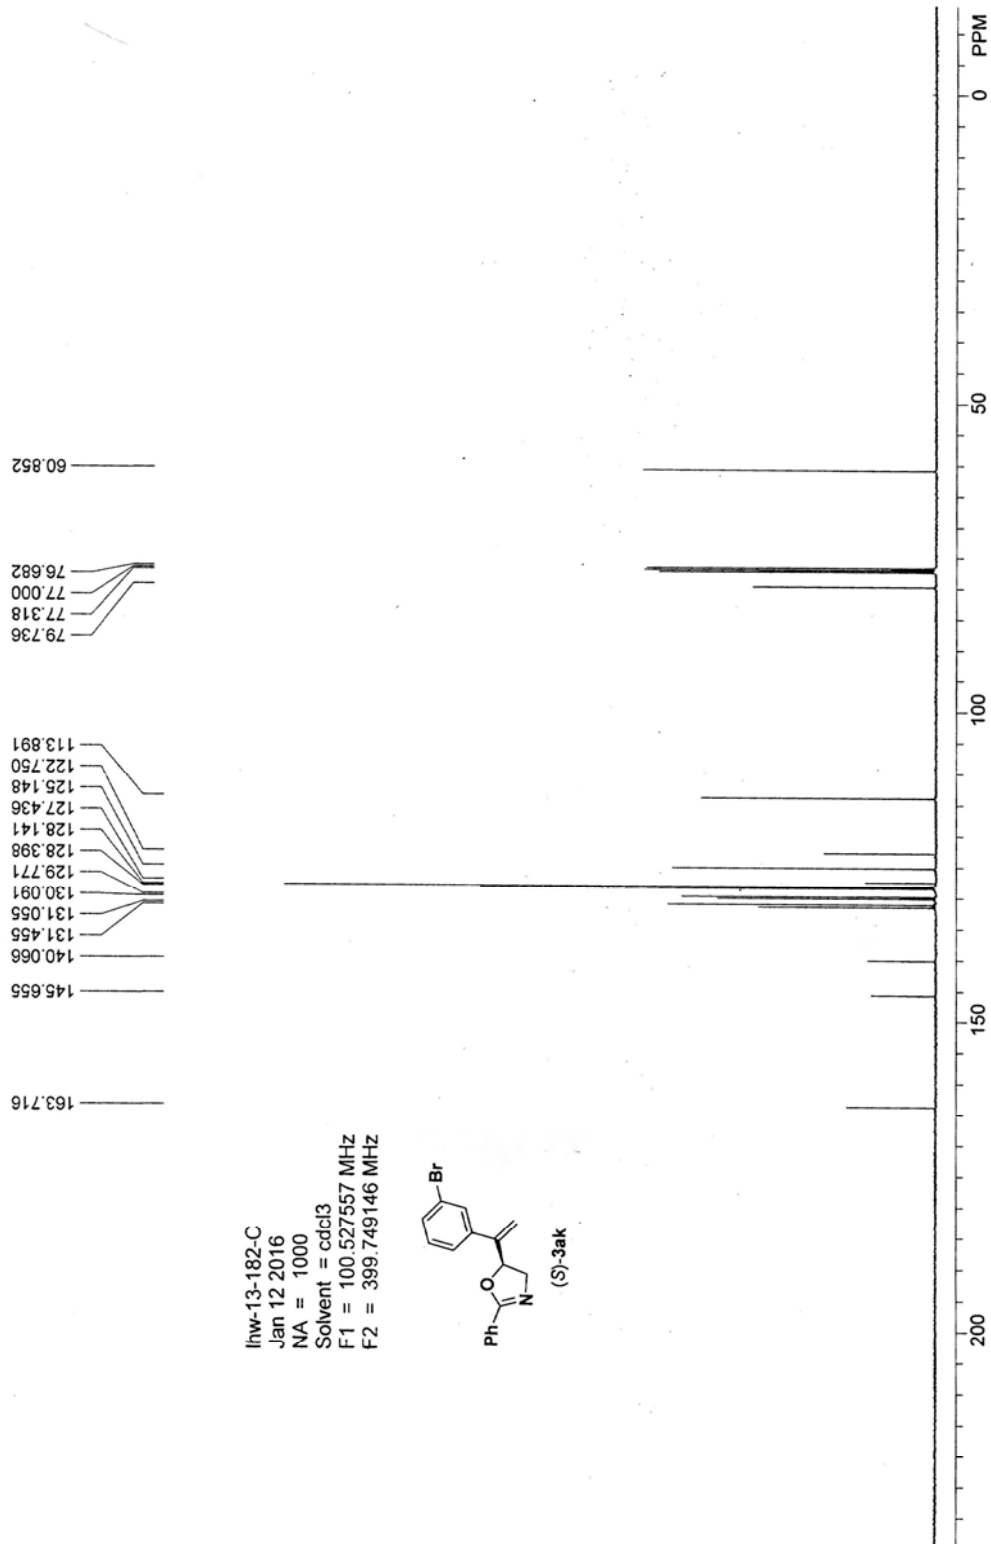 163.716
145.655
140.066
131.455
131.055
130.091
129.771
128.398
128.141
127.436
125.148
122.750
113.891
79.736
77.318
77.000
76.682
60.852
lhw-13-182-C
Jan 12 2016
NA = 1000
Solvent = cdcl3
F1 = 100.527557 MHz
F2 = 399.749146 MHz
Br
O
Ph
N
(S)-3ak
200
150
100
50
0
PPM